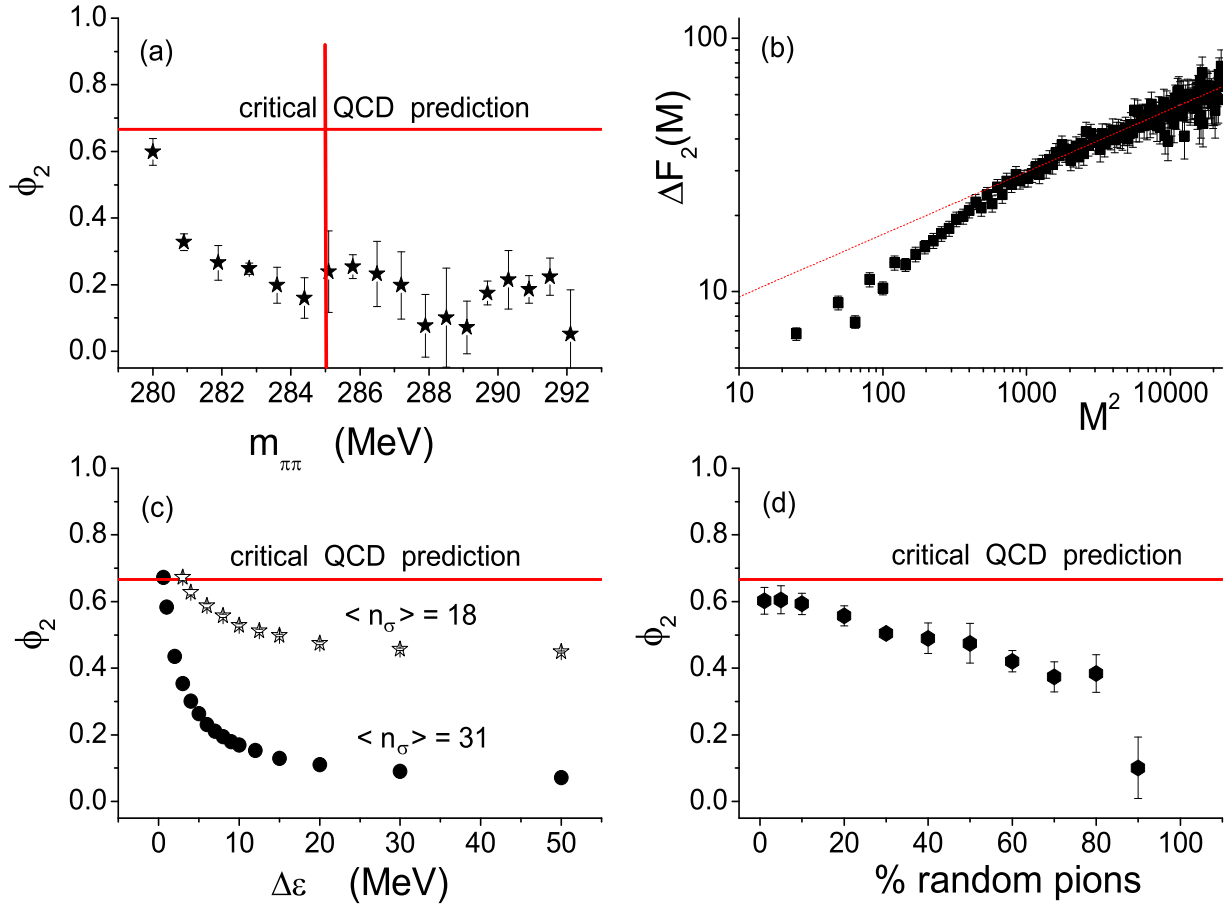 (a)
critical QCD prediction
ϕ₂
1.0
0.8
0.6
0.4
0.2
0.0
280 282 284 286 288 290 292
m_ππ (MeV)
(b)
ΔF₂(M)
100
10
10 100 1000 10000
M²
(c)
critical QCD prediction
< n_σ > = 18
< n_σ > = 31
ϕ₂
1.0
0.8
0.6
0.4
0.2
0.0
0 10 20 30 40 50
Δε (MeV)
(d)
critical QCD prediction
ϕ₂
1.0
0.8
0.6
0.4
0.2
0.0
0 20 40 60 80 100
% random pions